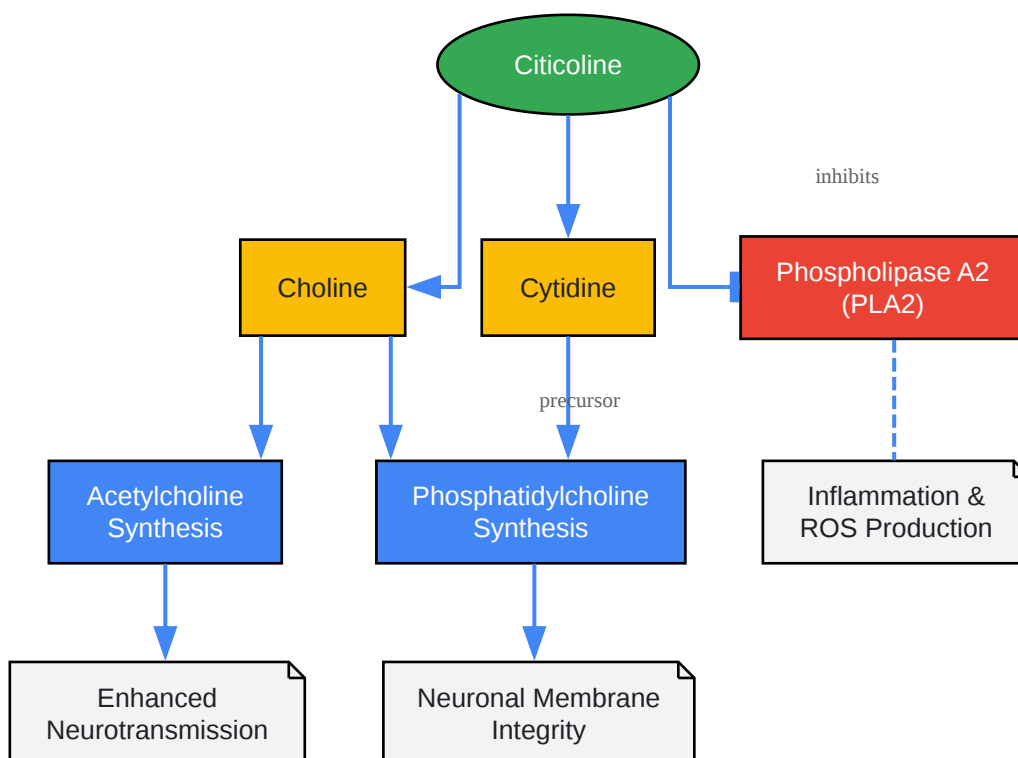 Citicoline
inhibits
Choline
Cytidine
Phospholipase A2
(PLA2)
precursor
Acetylcholine
Synthesis
Phosphatidylcholine
Synthesis
Inflammation &
ROS Production
Enhanced
Neurotransmission
Neuronal Membrane
Integrity